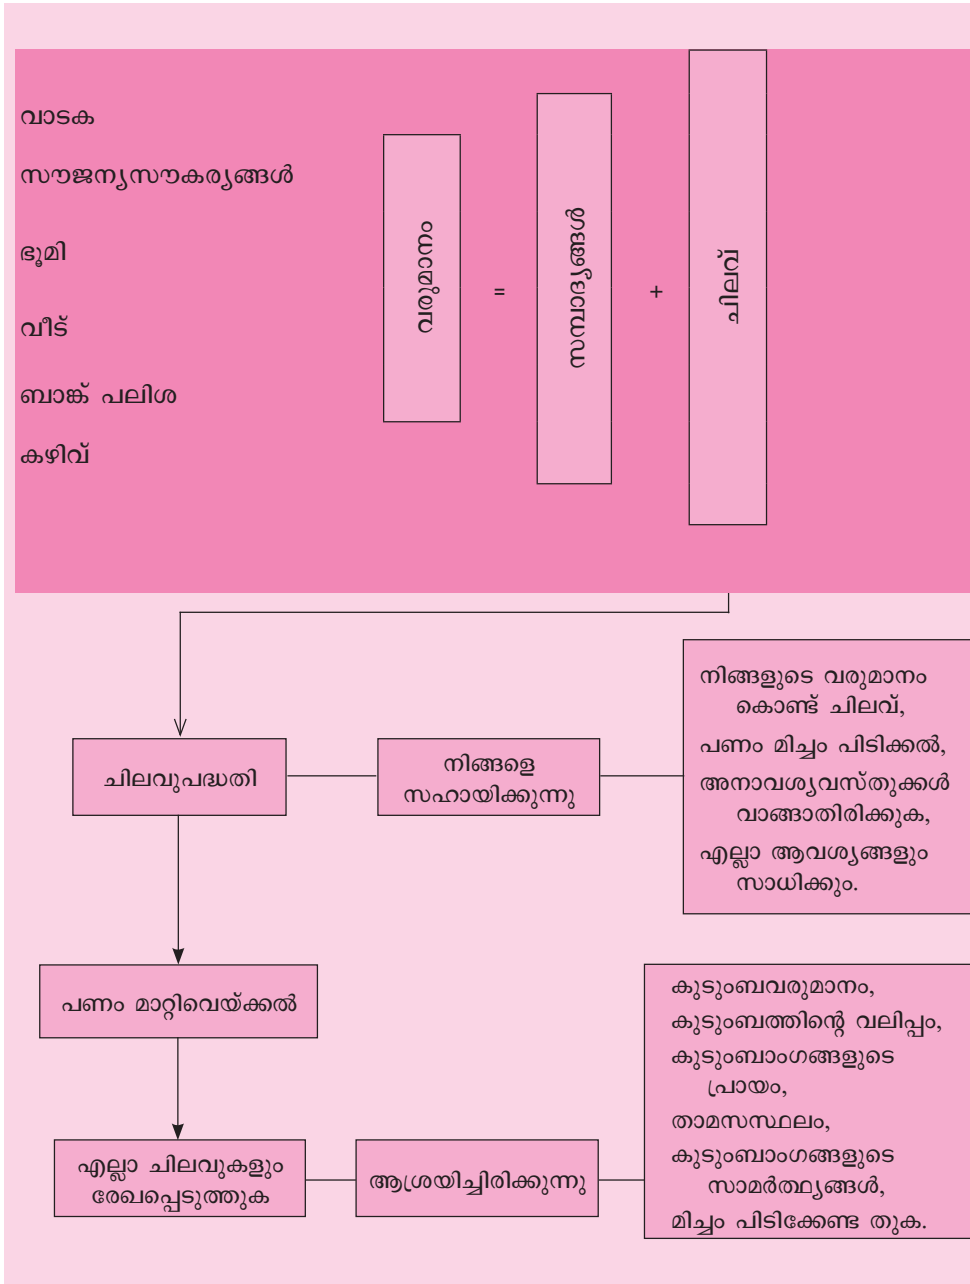 വാടക
സൗജന്യസൗകര്യങ്ങൾ
ഭൂമി
വീട്
ബാങ്ക് പലിശ
കഴിവ്
വരുമാനം
=
സമ്പാദ്യങ്ങൾ
+
ചിലവ്
ചിലവുപദ്ധതി
നിങ്ങളെ
സഹായിക്കുന്നു
നിങ്ങളുടെ വരുമാനം
കൊണ്ട് ചിലവ്,
പണം മിച്ചം പിടിക്കൽ,
അനാവശ്യവസ്തുക്കൾ
വാങ്ങാതിരിക്കുക,
എല്ലാ ആവശ്യങ്ങളും
സാധിക്കും.
പണം മാറ്റിവെയ്ക്കൽ
എല്ലാ ചിലവുകളും
രേഖപ്പെടുത്തുക
ആശ്രയിച്ചിരിക്കുന്നു
കുടുംബവരുമാനം,
കുടുംബത്തിന്റെ വലിപ്പം,
കുടുംബാംഗങ്ങളുടെ
പ്രായം,
താമസസ്ഥലം,
കുടുംബാംഗങ്ങളുടെ
സാമർത്ഥ്യങ്ങൾ,
മിച്ചം പിടിക്കേണ്ട തുക.